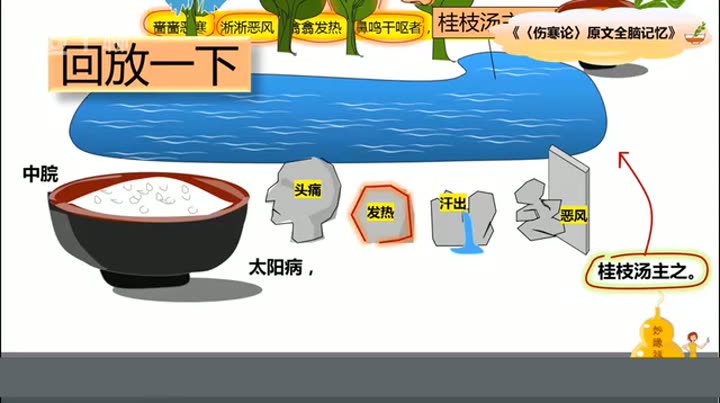 啬啬恶寒 淅淅恶风 翕翕发热 鼻鸣干呕者,
桂枝汤主
《〈伤寒论〉原文全脑记忆》
回放一下
中脘
头痛
发热
汗出
恶风
太阳病，
桂枝汤主之。